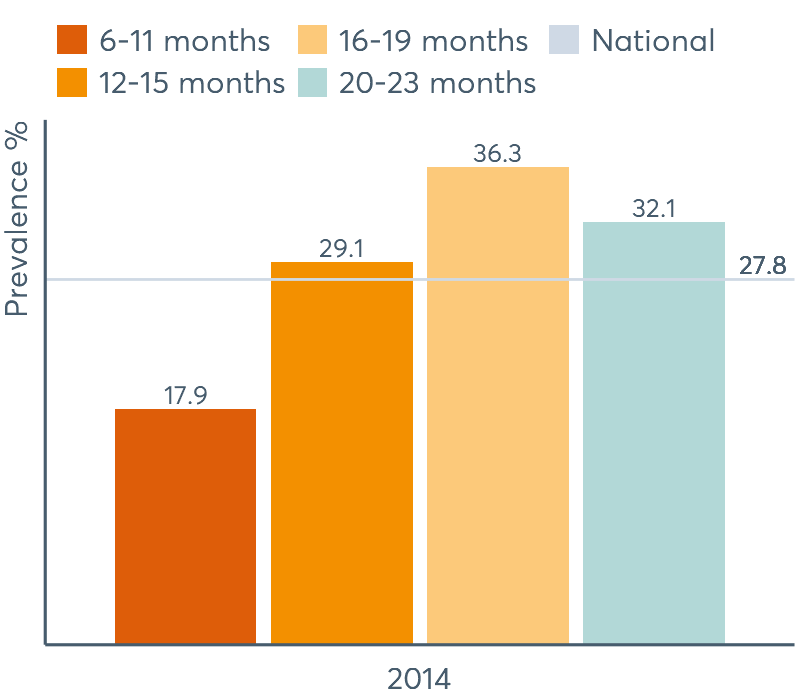 6-11 months 16-19 months National
12-15 months 20-23 months
Prevalence %
36.3
32.1
29.1
27.8
17.9
2014